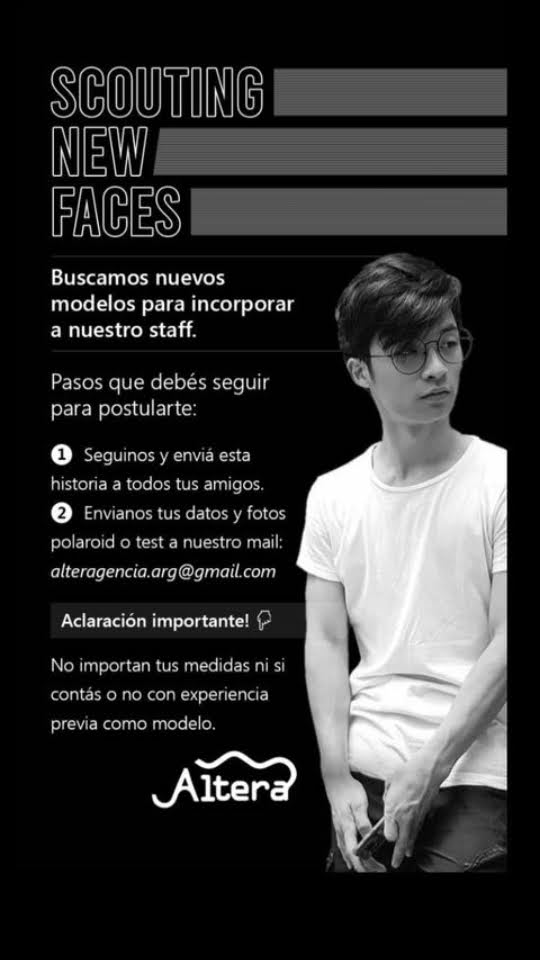 SCOUTING
NEW
FACES
Buscamos nuevos
modelos para incorporar
a nuestro staff.
Pasos que debés seguir
para postularte:
1 Seguinos y enviá esta
historia a todos tus amigos.
2 Envianos tus datos y fotos
polaroid o test a nuestro mail:
alteragencia.arg@gmail.com
Aclaración importante! 👇
No importan tus medidas ni si
contás o no con experiencia
previa como modelo.
Altera